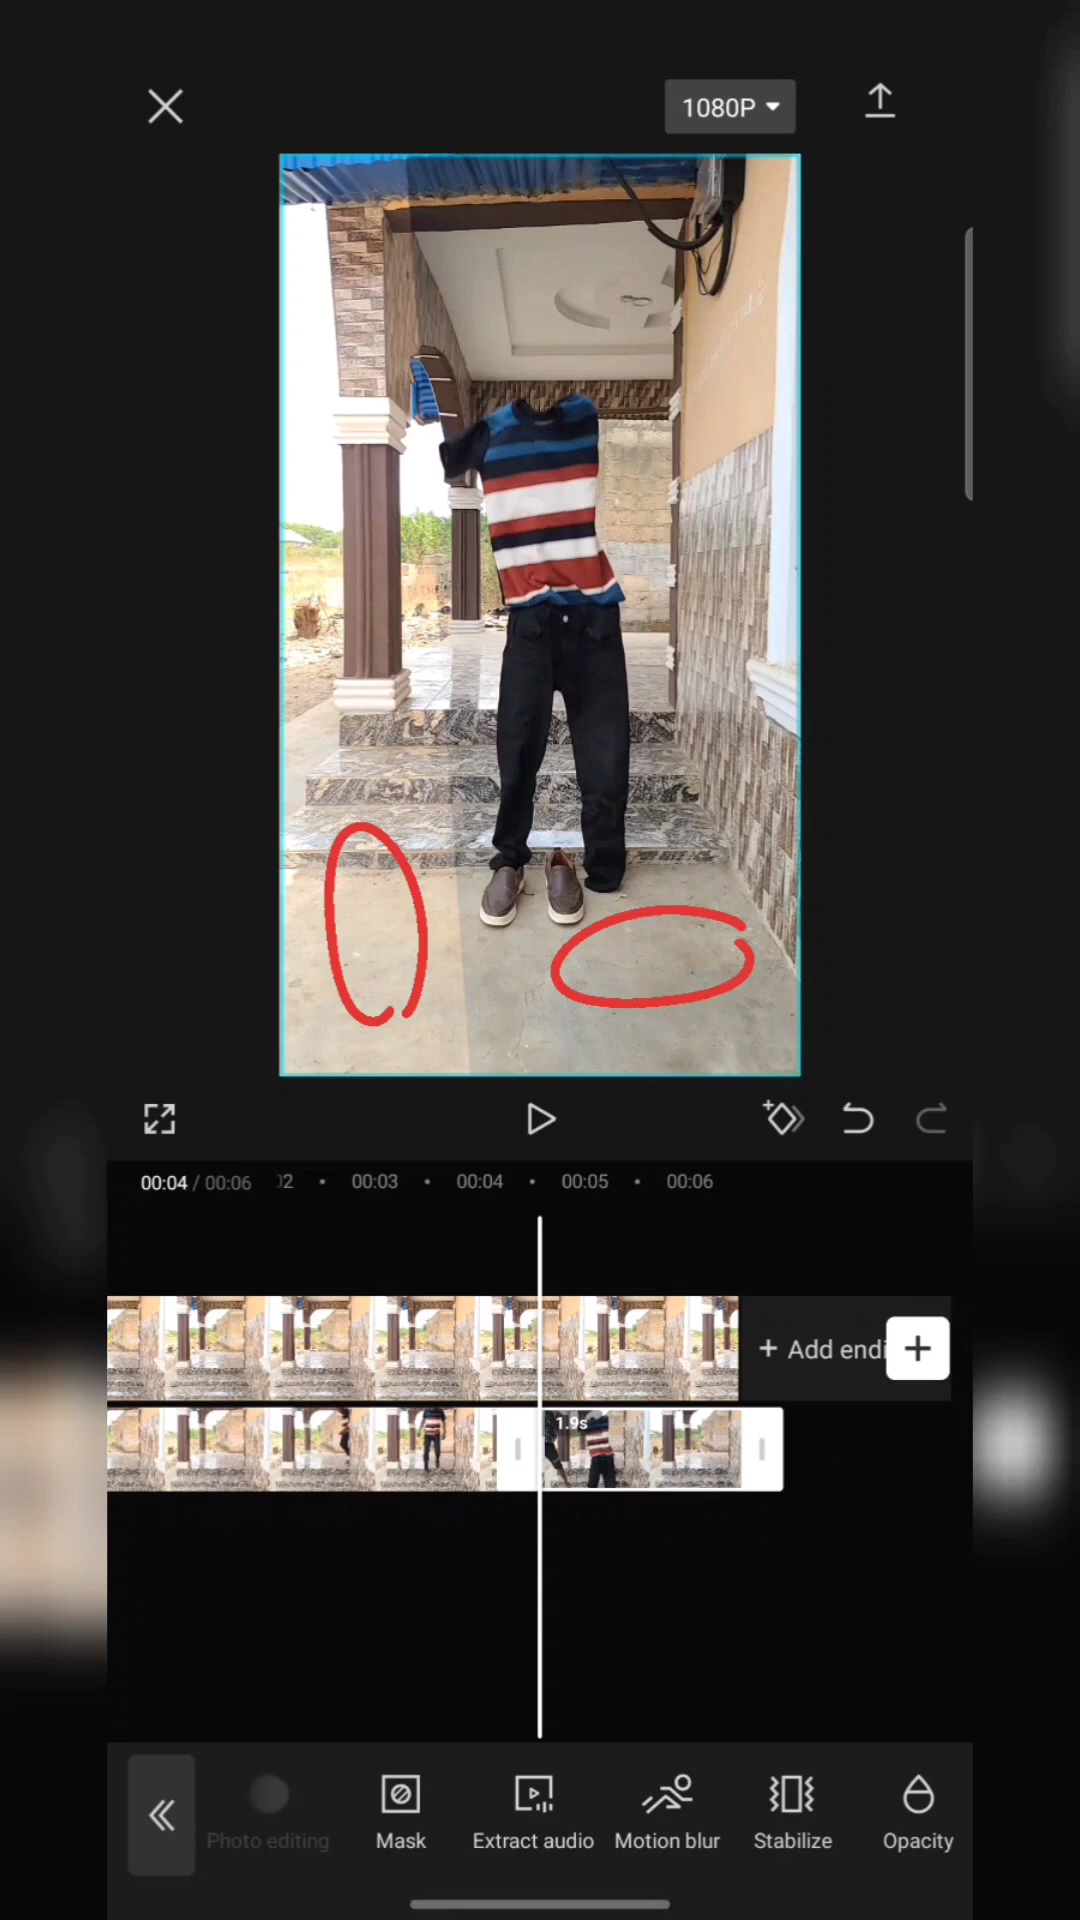 1080P
00:04 / 00:06
00:03
00:04
00:05
00:06
+ Add endi
+
1.9s
Photo editing
Mask
Extract audio
Motion blur
Stabilize
Opacity